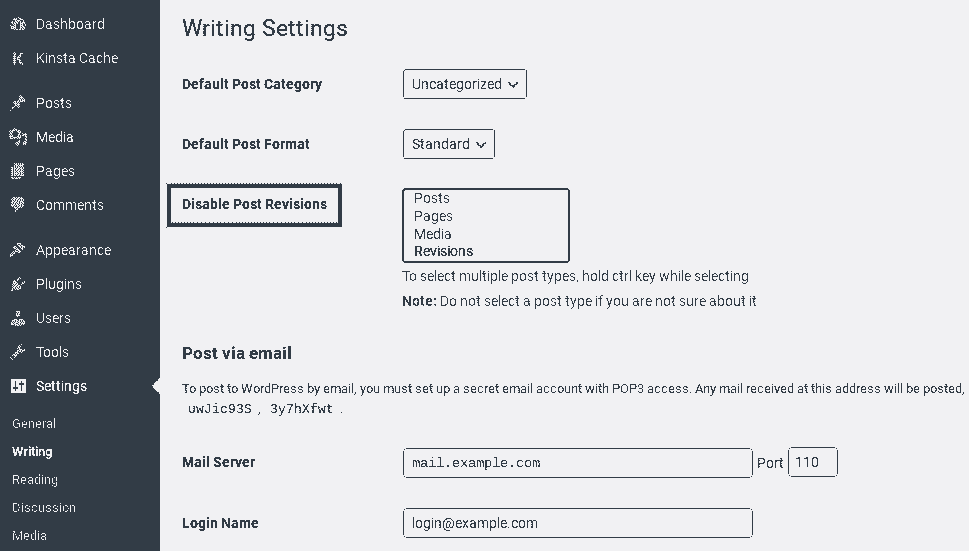 Dashboard
Kinsta Cache
Posts
Media
Pages
Comments
Appearance
Plugins
Users
Tools
Settings
General
Writing
Reading
Discussion
Media
Writing Settings
Default Post Category
Uncategorized
Default Post Format
Standard
Disable Post Revisions
Posts
Pages
Media
Revisions
To select multiple post types, hold ctrl key while selecting
Note: Do not select a post type if you are not sure about it
Post via email
To post to WordPress by email, you must set up a secret email account with POP3 access. Any mail received at this address will be posted,
uwJic93S , 3y7hXfwt .
Mail Server
mail.example.com
Port 110
Login Name
login@example.com